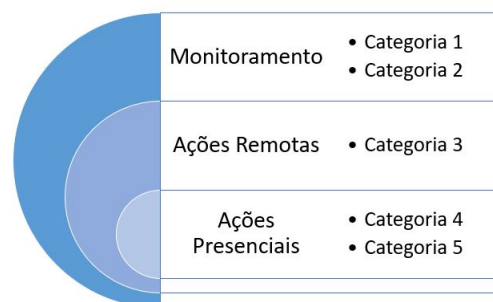 Monitoramento
• Categoria 1
• Categoria 2
Ações Remotas
• Categoria 3
Ações
Presenciais
• Categoria 4
• Categoria 5